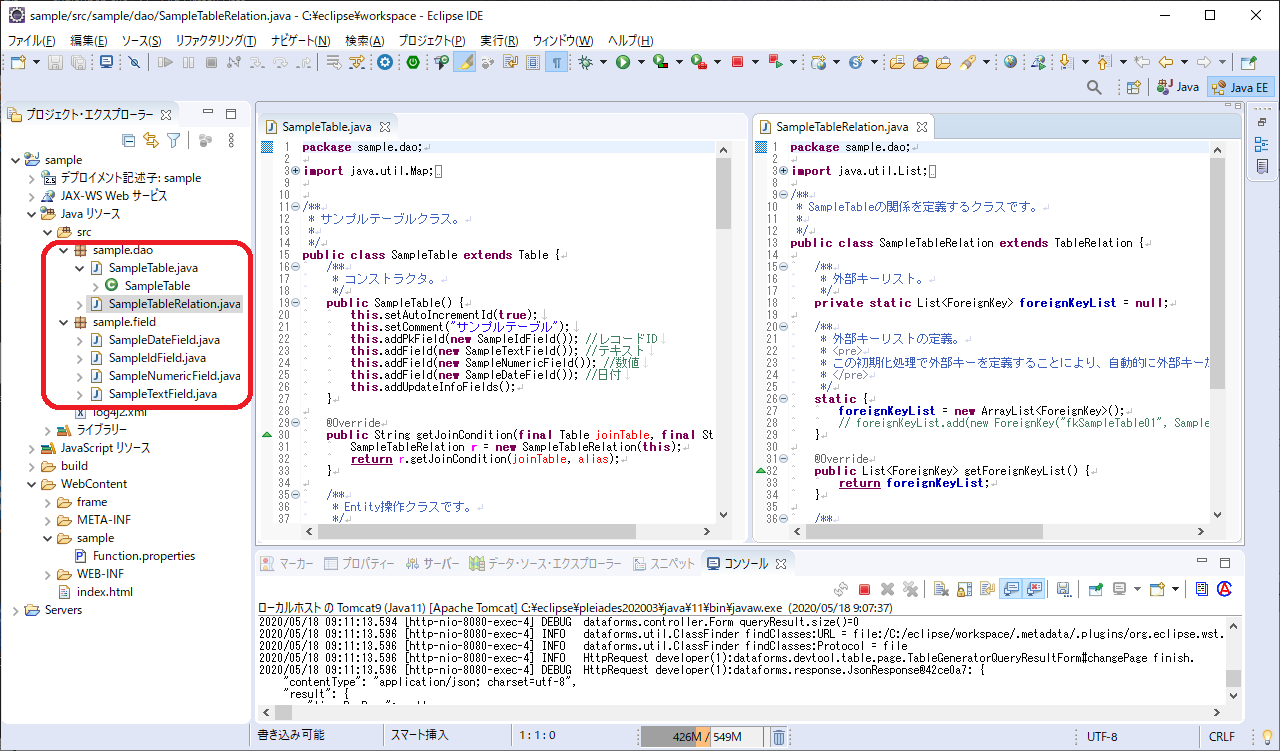 sample/src/sample/dao/SampleTableRelation.java - C:¥eclipse¥workspace - Eclipse IDE
ファイル(F) 編集(E) ソース(S) リファクタリング(T) ナビゲート(N) 検索(A) プロジェクト(P) 実行(R) ウィンドウ(W) ヘルプ(H)
Java Java EE
プロジェクト・エクスプローラー
sample
デプロイメント記述子: sample
JAX-WS Web サービス
Java リソース
src
sample.dao
SampleTable.java
SampleTable
SampleTableRelation.java
sample.field
SampleDateField.java
SampleIdField.java
SampleNumericField.java
SampleTextField.java
log4j2.xml
ライブラリー
JavaScript リソース
build
WebContent
frame
META-INF
sample
Function.properties
WEB-INF
index.html
Servers
SampleTable.java
1 package sample.dao;
2
3 import java.util.Map;
9
10
11 /**
12 * サンプルテーブルクラス。
13 *
14 */
15 public class SampleTable extends Table {
16 /**
17 * コンストラクタ。
18 */
19 public SampleTable() {
20 this.setAutoIncrementId(true);
21 this.setComment("サンプルテーブル");
22 this.addPkField(new SampleIdField()); //レコードID
23 this.addField(new SampleTextField()); //テキスト
24 this.addField(new SampleNumericField()); //数値
25 this.addField(new SampleDateField()); //日付
26 this.addUpdateInfoFields();
27 }
28
29 @Override
30 public String getJoinCondition(final Table joinTable, final St
31 SampleTableRelation r = new SampleTableRelation(this);
32 return r.getJoinCondition(joinTable, alias);
33 }
34
35 /**
36 * Entity操作クラスです。
37 */
SampleTableRelation.java
1 package sample.dao;
2
3 import java.util.List;
8
9 /**
10 * SampleTableの関係を定義するクラスです。
11 *
12 */
13 public class SampleTableRelation extends TableRelation {
14
15 /**
16 * 外部キーリスト。
17 */
18 private static List<ForeignKey> foreignKeyList = null;
19
20 /**
21 * 外部キーリストの定義。
22 * <pre>
23 * この初期化処理で外部キーを定義することにより、自動的に外部キーが
24 * </pre>
25 */
26 static {
27 foreignKeyList = new ArrayList<ForeignKey>();
28 // foreignKeyList.add(new ForeignKey("fkSampleTable01", Sample
29 }
30
31 @Override
32 public List<ForeignKey> getForeignKeyList() {
33 return foreignKeyList;
34 }
35
36 /**
マーカー プロパティー サーバー データ・ソース・エクスプローラー スニペット コンソール
ローカルホスト の Tomcat9 (Java11) [Apache Tomcat] C:¥eclipse¥pleiades202003¥java¥11¥bin¥javaw.exe (2020/05/18 9:07:37)
2020/05/18 09:11:13.594 [http-nio-8080-exec-4] DEBUG dataforms.controller.Form queryResult.size()=0
2020/05/18 09:11:13.595 [http-nio-8080-exec-4] INFO dataforms.util.ClassFinder findClasses:URL = file:/C:/eclipse/workspace/.metadata/.plugins/org.eclipse.wst.
2020/05/18 09:11:13.596 [http-nio-8080-exec-4] INFO dataforms.util.ClassFinder findClasses:Protocol = file
2020/05/18 09:11:13.596 [http-nio-8080-exec-4] INFO HttpRequest developer(1):dataforms.devtool.table.page.TableGeneratorQueryResultForm#changePage finish.
2020/05/18 09:11:13.596 [http-nio-8080-exec-4] DEBUG HttpRequest developer(1):dataforms.response.JsonResponse@42ce0a7: {
"contentType": "application/json; charset=utf-8",
"result": {
書き込み可能 スマート挿入 1 : 1 : 0 426M / 549M UTF-8 CRLF